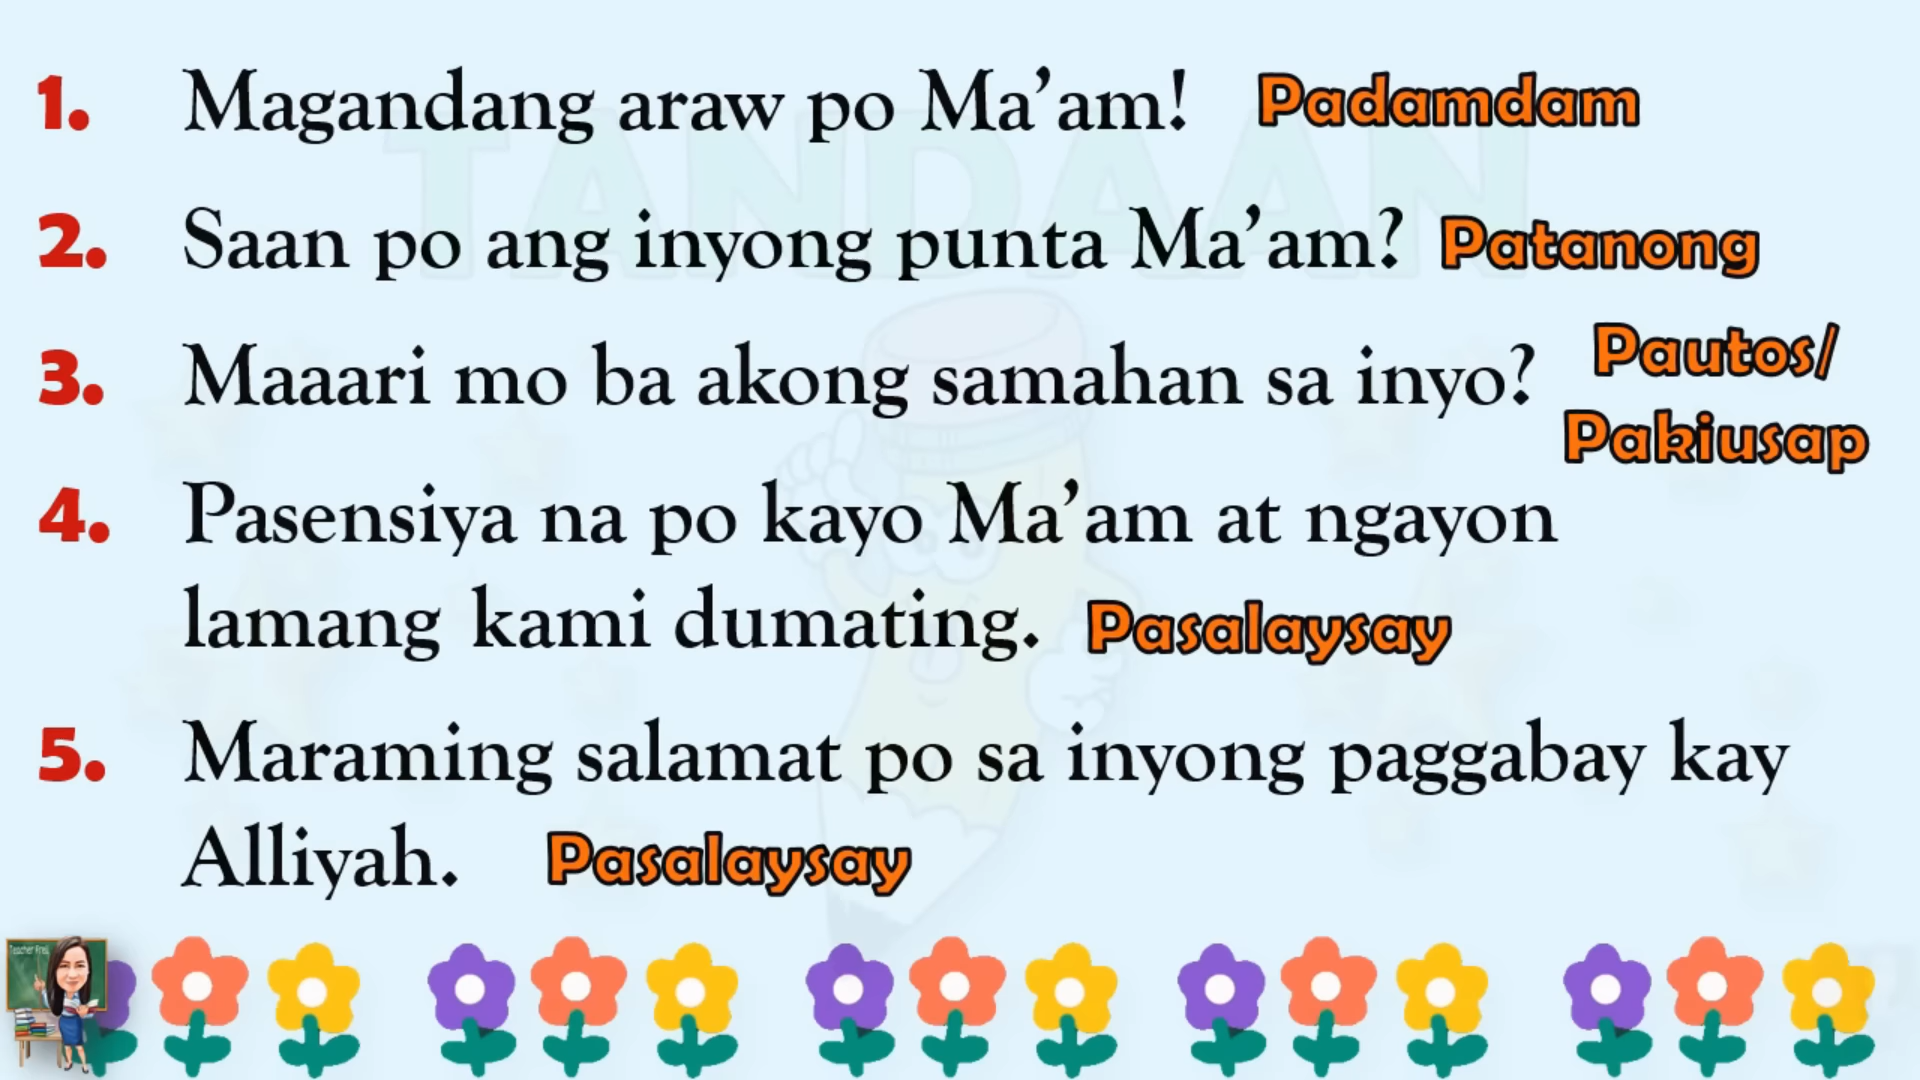 TANDAAN
1. Magandang araw po Ma’am! Padamdam
2. Saan po ang inyong punta Ma’am? Patanong
3. Maaari mo ba akong samahan sa inyo? Pautos/
Pakiusap
4. Pasensiya na po kayo Ma’am at ngayon
lamang kami dumating. Pasalaysay
5. Maraming salamat po sa inyong paggabay kay
Alliyah. Pasalaysay
Teacher